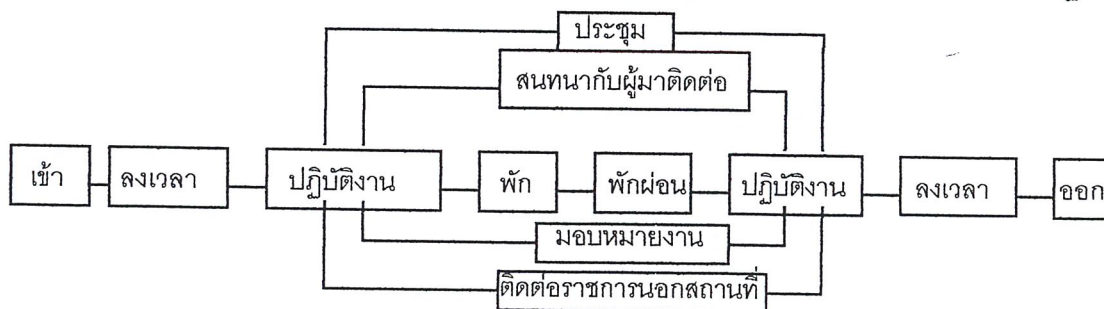 ประชุม
สนทนากับผู้มาติดต่อ
เข้า ลงเวลา ปฏิบัติงาน พัก พักผ่อน ปฏิบัติงาน ลงเวลา ออก
มอบหมายงาน
ติดต่อราชการนอกสถานที่